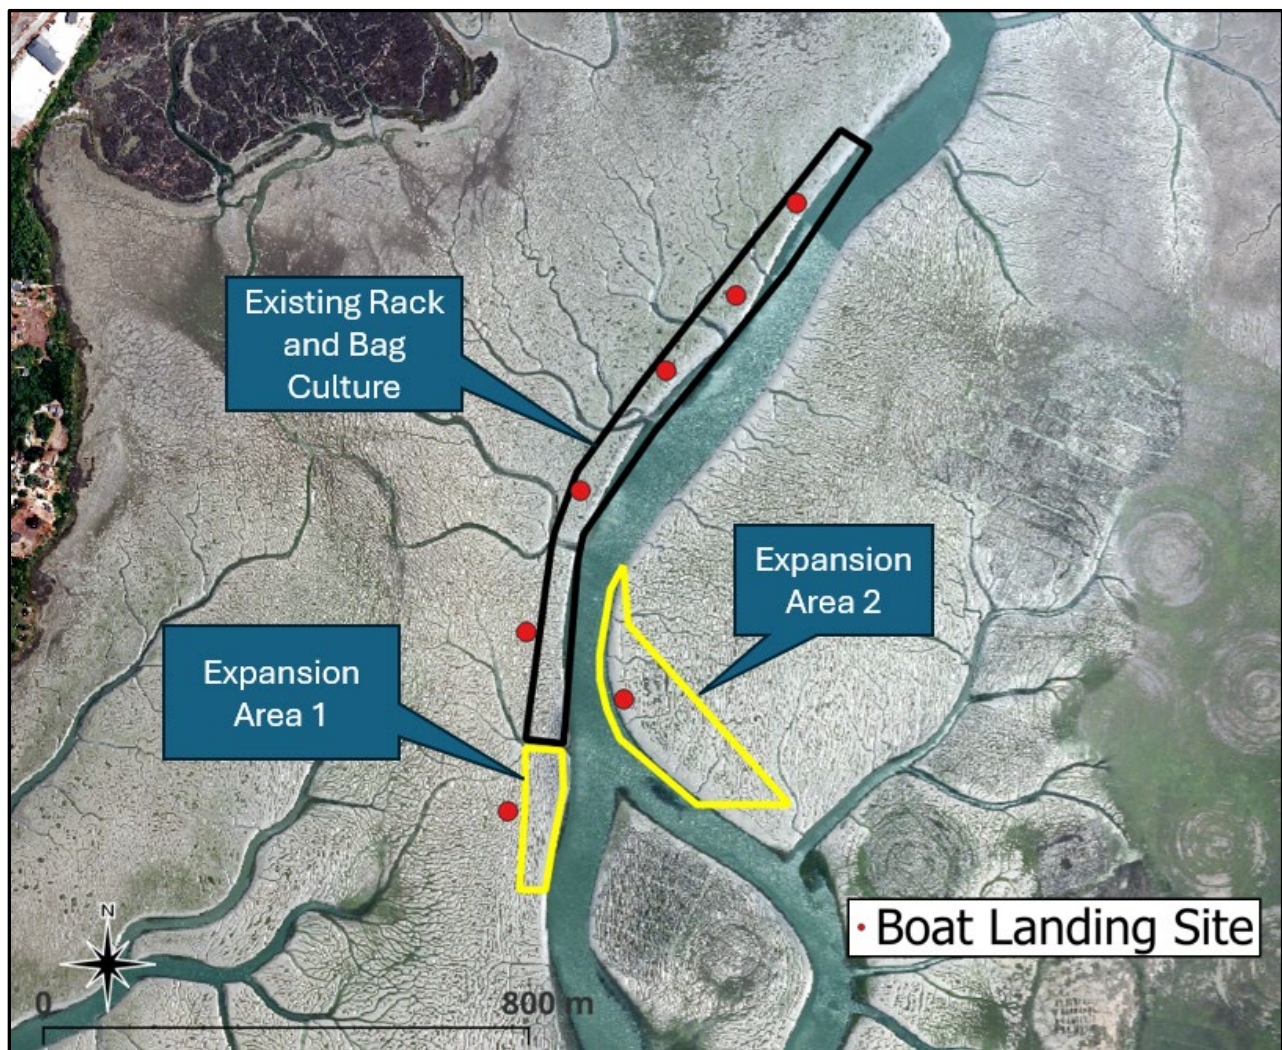 Existing Rack
and Bag
Culture
Expansion
Area 2
Expansion
Area 1
Boat Landing Site
N
0 800 m